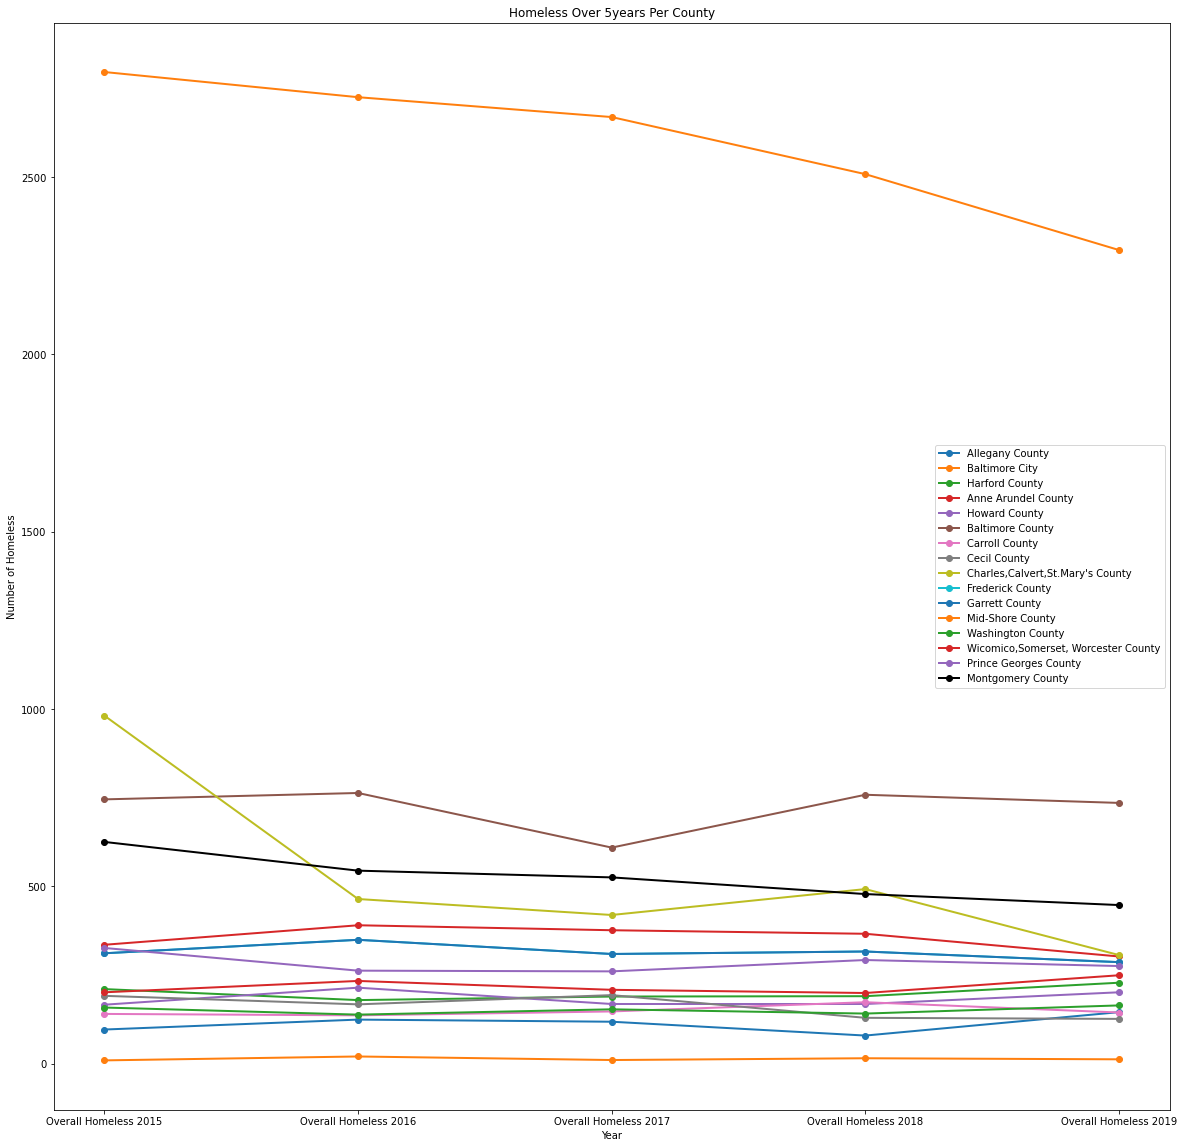 Homeless Over 5years Per County
Number of Homeless
2500
2000
1500
1000
500
0
Allegany County
Baltimore City
Harford County
Anne Arundel County
Howard County
Baltimore County
Carroll County
Cecil County
Charles,Calvert,St.Mary's County
Frederick County
Garrett County
Mid-Shore County
Washington County
Wicomico,Somerset, Worcester County
Prince Georges County
Montgomery County
Overall Homeless 2015 Overall Homeless 2016 Overall Homeless 2017 Overall Homeless 2018 Overall Homeless 2019
Year